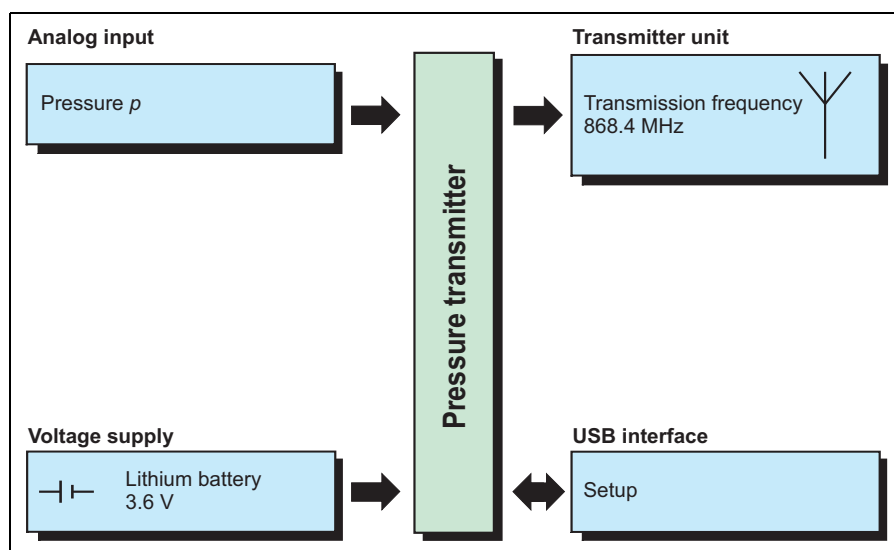 Analog input
Pressure p
Transmitter unit
Transmission frequency
868.4 MHz
Pressure transmitter
Voltage supply
Lithium battery
3.6 V
USB interface
Setup